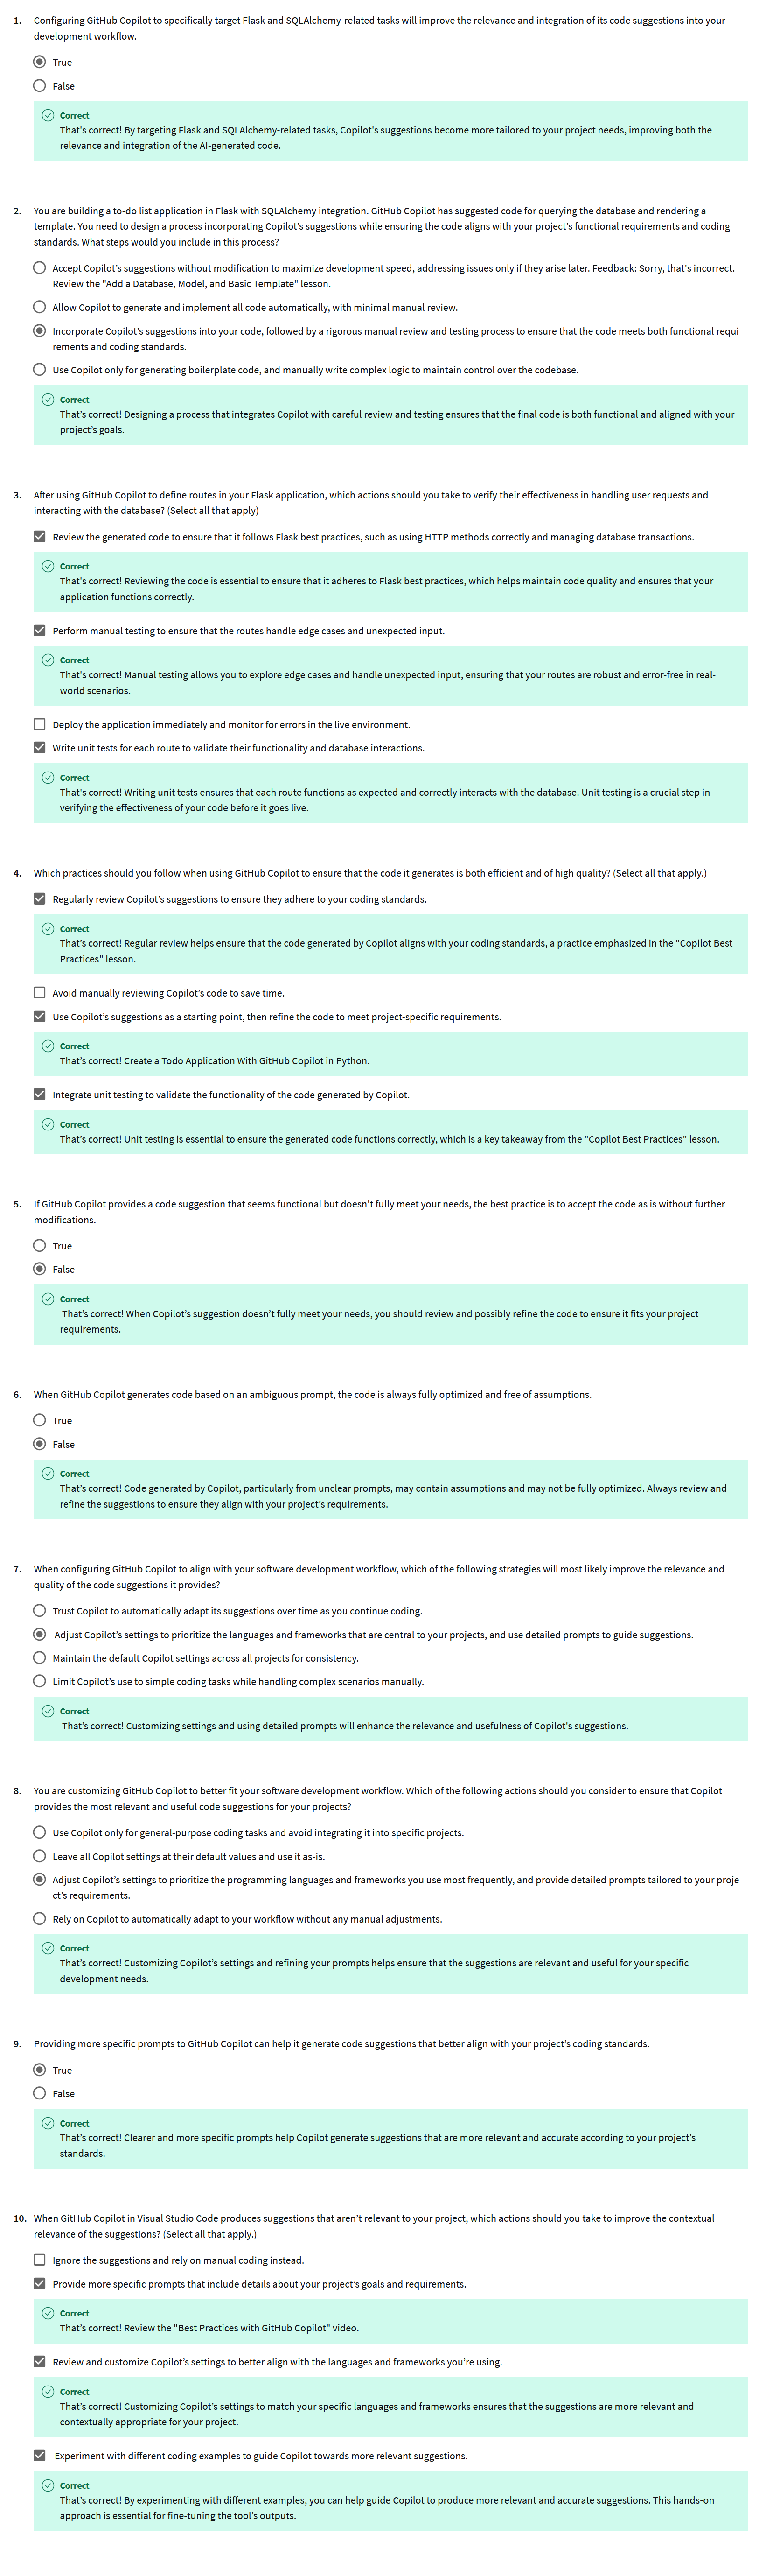 1. Configuring GitHub Copilot to specifically target Flask and SQLAlchemy-related tasks will improve the relevance and integration of its code suggestions into your
development workflow.
True
False
Correct
That's correct! By targeting Flask and SQLAlchemy-related tasks, Copilot's suggestions become more tailored to your project needs, improving both the
relevance and integration of the AI-generated code.
2. You are building a to-do list application in Flask with SQLAlchemy integration. GitHub Copilot has suggested code for querying the database and rendering a
template. You need to design a process incorporating Copilot’s suggestions while ensuring the code aligns with your project’s functional requirements and coding
standards. What steps would you include in this process?
Accept Copilot’s suggestions without modification to maximize development speed, addressing issues only if they arise later. Feedback: Sorry, that's incorrect.
Review the "Add a Database, Model, and Basic Template" lesson.
Allow Copilot to generate and implement all code automatically, with minimal manual review.
Incorporate Copilot’s suggestions into your code, followed by a rigorous manual review and testing process to ensure that the code meets both functional requi
rements and coding standards.
Use Copilot only for generating boilerplate code, and manually write complex logic to maintain control over the codebase.
Correct
That’s correct! Designing a process that integrates Copilot with careful review and testing ensures that the final code is both functional and aligned with your
project’s goals.
3. After using GitHub Copilot to define routes in your Flask application, which actions should you take to verify their effectiveness in handling user requests and
interacting with the database? (Select all that apply)
Review the generated code to ensure that it follows Flask best practices, such as using HTTP methods correctly and managing database transactions.
Correct
That's correct! Reviewing the code is essential to ensure that it adheres to Flask best practices, which helps maintain code quality and ensures that your
application functions correctly.
Perform manual testing to ensure that the routes handle edge cases and unexpected input.
Correct
That's correct! Manual testing allows you to explore edge cases and handle unexpected input, ensuring that your routes are robust and error-free in real-
world scenarios.
Deploy the application immediately and monitor for errors in the live environment.
Write unit tests for each route to validate their functionality and database interactions.
Correct
That's correct! Writing unit tests ensures that each route functions as expected and correctly interacts with the database. Unit testing is a crucial step in
verifying the effectiveness of your code before it goes live.
4. Which practices should you follow when using GitHub Copilot to ensure that the code it generates is both efficient and of high quality? (Select all that apply.)
Regularly review Copilot’s suggestions to ensure they adhere to your coding standards.
Correct
That’s correct! Regular review helps ensure that the code generated by Copilot aligns with your coding standards, a practice emphasized in the "Copilot Best
Practices" lesson.
Avoid manually reviewing Copilot’s code to save time.
Use Copilot’s suggestions as a starting point, then refine the code to meet project-specific requirements.
Correct
That’s correct! Create a Todo Application With GitHub Copilot in Python.
Integrate unit testing to validate the functionality of the code generated by Copilot.
Correct
That’s correct! Unit testing is essential to ensure the generated code functions correctly, which is a key takeaway from the "Copilot Best Practices" lesson.
5. If GitHub Copilot provides a code suggestion that seems functional but doesn't fully meet your needs, the best practice is to accept the code as is without further
modifications.
True
False
Correct
That’s correct! When Copilot’s suggestion doesn’t fully meet your needs, you should review and possibly refine the code to ensure it fits your project
requirements.
6. When GitHub Copilot generates code based on an ambiguous prompt, the code is always fully optimized and free of assumptions.
True
False
Correct
That’s correct! Code generated by Copilot, particularly from unclear prompts, may contain assumptions and may not be fully optimized. Always review and
refine the suggestions to ensure they align with your project’s requirements.
7. When configuring GitHub Copilot to align with your software development workflow, which of the following strategies will most likely improve the relevance and
quality of the code suggestions it provides?
Trust Copilot to automatically adapt its suggestions over time as you continue coding.
Adjust Copilot’s settings to prioritize the languages and frameworks that are central to your projects, and use detailed prompts to guide suggestions.
Maintain the default Copilot settings across all projects for consistency.
Limit Copilot’s use to simple coding tasks while handling complex scenarios manually.
Correct
That’s correct! Customizing settings and using detailed prompts will enhance the relevance and usefulness of Copilot’s suggestions.
8. You are customizing GitHub Copilot to better fit your software development workflow. Which of the following actions should you consider to ensure that Copilot
provides the most relevant and useful code suggestions for your projects?
Use Copilot only for general-purpose coding tasks and avoid integrating it into specific projects.
Leave all Copilot settings at their default values and use it as-is.
Adjust Copilot’s settings to prioritize the programming languages and frameworks you use most frequently, and provide detailed prompts tailored to your proje
ct’s requirements.
Rely on Copilot to automatically adapt to your workflow without any manual adjustments.
Correct
That’s correct! Customizing Copilot’s settings and refining your prompts helps ensure that the suggestions are relevant and useful for your specific
development needs.
9. Providing more specific prompts to GitHub Copilot can help it generate code suggestions that better align with your project’s coding standards.
True
False
Correct
That’s correct! Clearer and more specific prompts help Copilot generate suggestions that are more relevant and accurate according to your project’s
standards.
10. When GitHub Copilot in Visual Studio Code produces suggestions that aren’t relevant to your project, which actions should you take to improve the contextual
relevance of the suggestions? (Select all that apply.)
Ignore the suggestions and rely on manual coding instead.
Provide more specific prompts that include details about your project’s goals and requirements.
Correct
That’s correct! Review the "Best Practices with GitHub Copilot" video.
Review and customize Copilot’s settings to better align with the languages and frameworks you’re using.
Correct
That’s correct! Customizing Copilot’s settings to match your specific languages and frameworks ensures that the suggestions are more relevant and
contextually appropriate for your project.
Experiment with different coding examples to guide Copilot towards more relevant suggestions.
Correct
That’s correct! By experimenting with different examples, you can help guide Copilot to produce more relevant and accurate suggestions. This hands-on
approach is essential for fine-tuning the tool’s outputs.